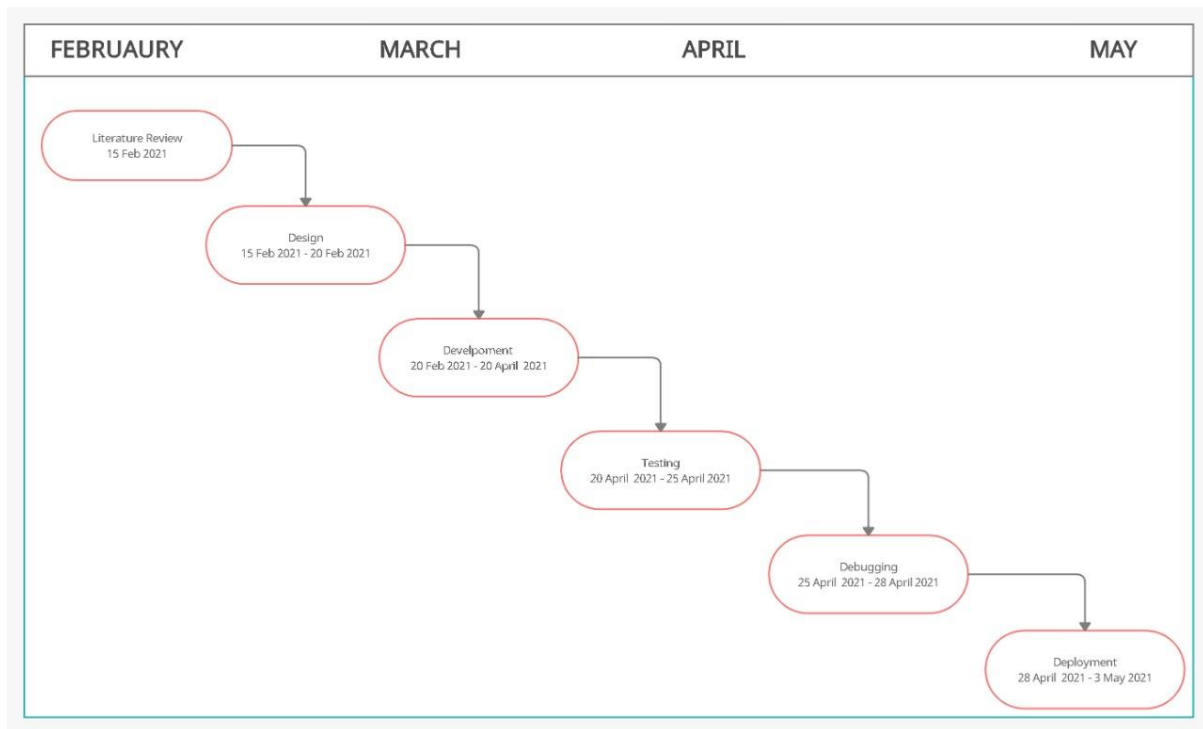 FEBRUAURY MARCH APRIL MAY
Literature Review
15 Feb 2021
Design
15 Feb 2021 - 20 Feb 2021
Develpoment
20 Feb 2021 - 20 April 2021
Testing
20 April 2021 - 25 April 2021
Debugging
25 April 2021 - 28 April 2021
Deployment
28 April 2021 - 3 May 2021